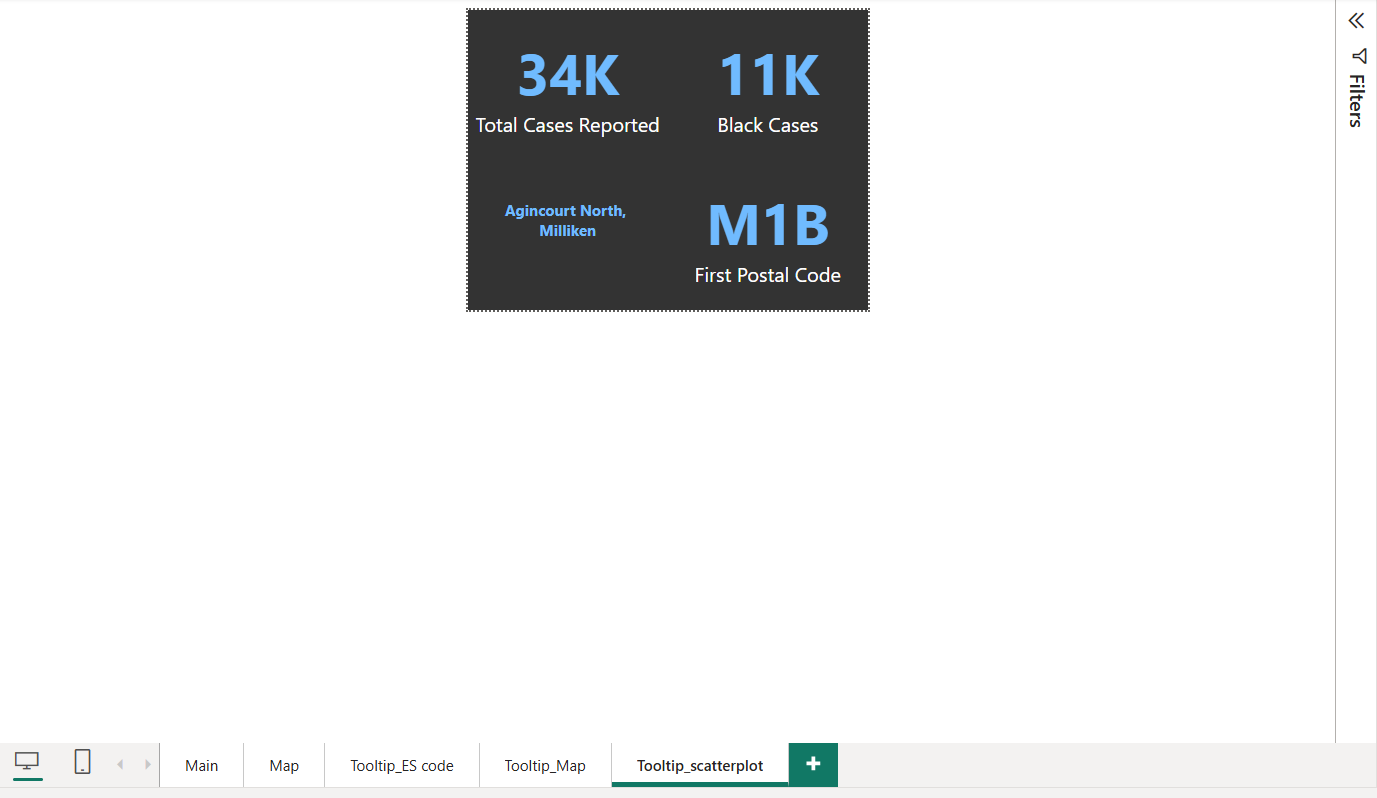 34K
11K
Total Cases Reported
Black Cases
Agincourt North,
Milliken
M1B
First Postal Code
Filters
Main
Map
Tooltip_ES code
Tooltip_Map
Tooltip_scatterplot